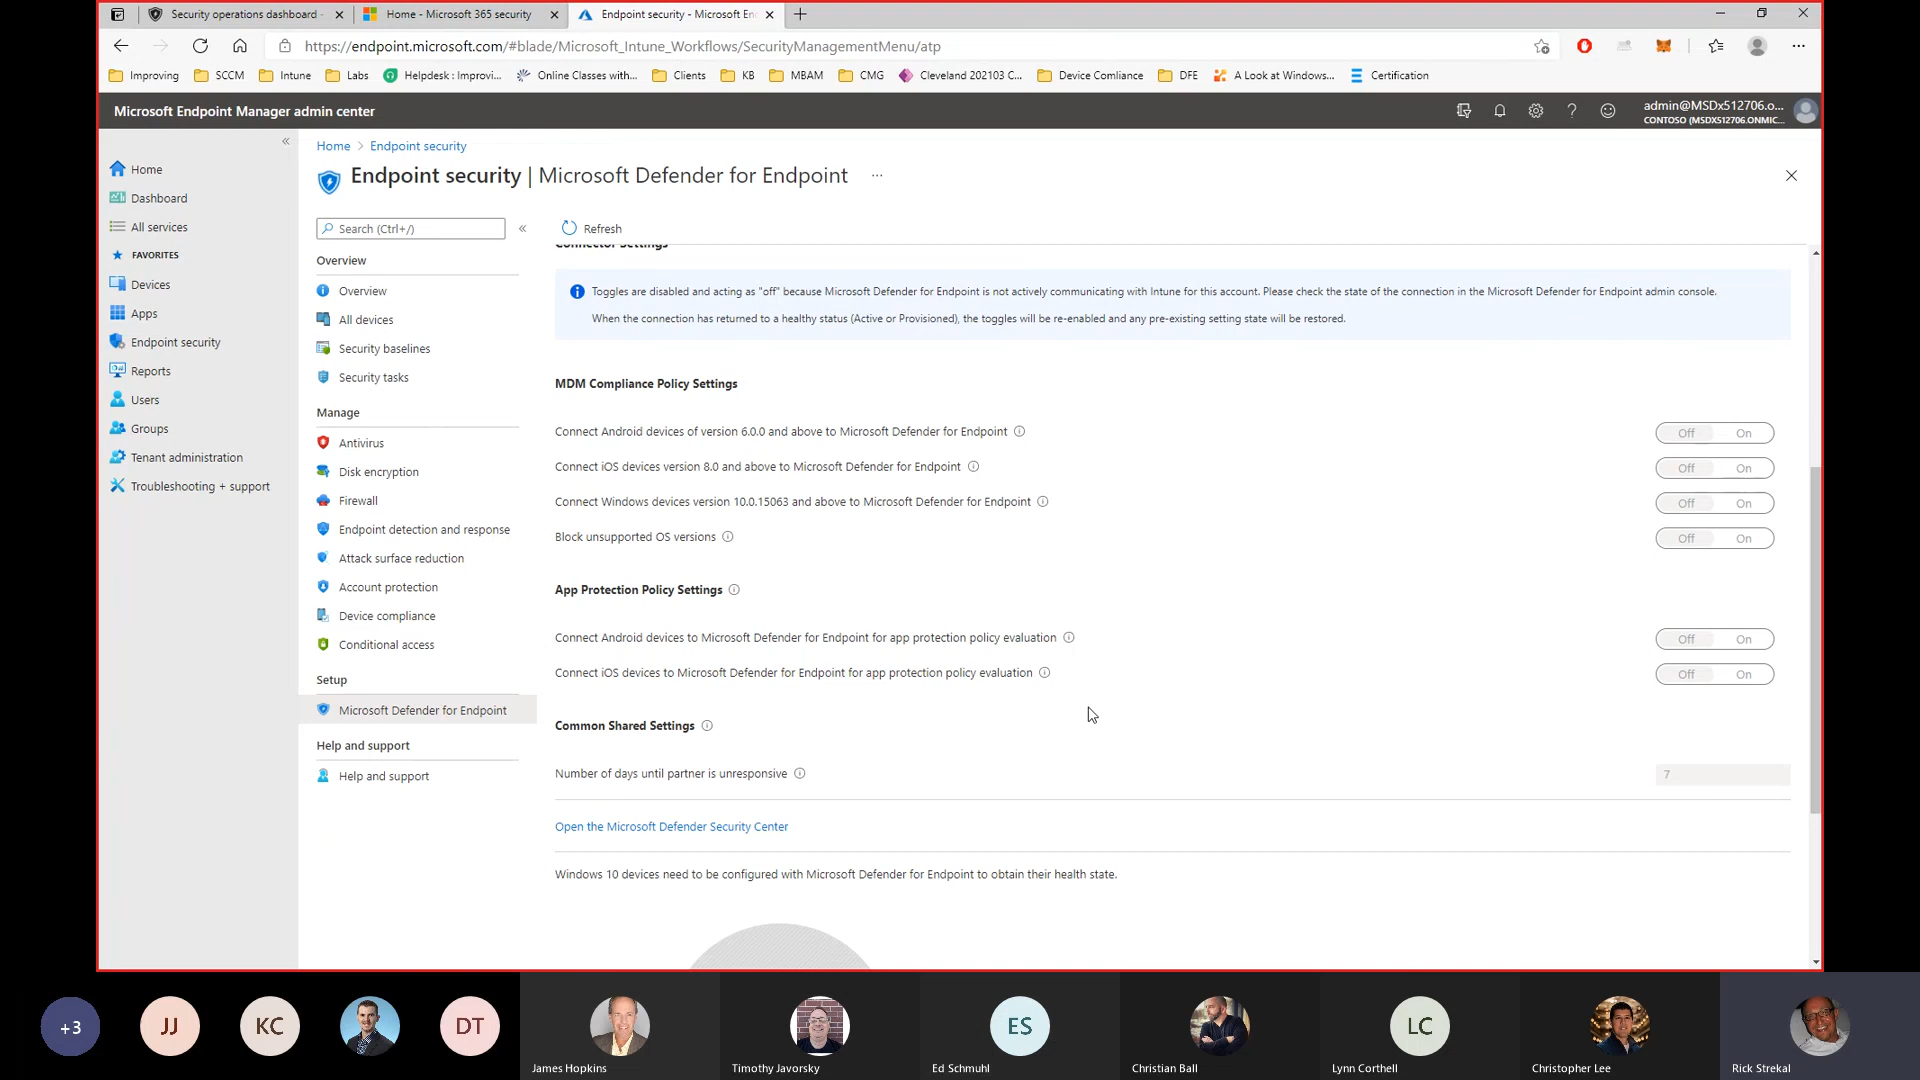 Security operations dashboard -
Home - Microsoft 365 security
Endpoint security - Microsoft En
https://endpoint.microsoft.com/#blade/Microsoft_Intune_Workflows/SecurityManagementMenu/atp
Improving
SCCM
Intune
Labs
Helpdesk : Improvi...
Online Classes with...
Clients
KB
MBAM
CMG
Cleveland 202103 C...
Device Comliance
DFE
A Look at Windows...
Certification
Microsoft Endpoint Manager admin center
admin@MSDx512706.o...
CONTOSO (MSDX512706.ONMIC...
Home
Dashboard
All services
FAVORITES
Devices
Apps
Endpoint security
Reports
Users
Groups
Tenant administration
Troubleshooting + support
Home > Endpoint security
Endpoint security | Microsoft Defender for Endpoint ...
Search (Ctrl+/)
Overview
Overview
All devices
Security baselines
Security tasks
Manage
Antivirus
Disk encryption
Firewall
Endpoint detection and response
Attack surface reduction
Account protection
Device compliance
Conditional access
Setup
Microsoft Defender for Endpoint
Help and support
Help and support
Refresh
Connector Settings
Toggles are disabled and acting as "off" because Microsoft Defender for Endpoint is not actively communicating with Intune for this account. Please check the state of the connection in the Microsoft Defender for Endpoint admin console.
When the connection has returned to a healthy status (Active or Provisioned), the toggles will be re-enabled and any pre-existing setting state will be restored.
MDM Compliance Policy Settings
Connect Android devices of version 6.0.0 and above to Microsoft Defender for Endpoint Off On
Connect iOS devices version 8.0 and above to Microsoft Defender for Endpoint Off On
Connect Windows devices version 10.0.15063 and above to Microsoft Defender for Endpoint Off On
Block unsupported OS versions Off On
App Protection Policy Settings
Connect Android devices to Microsoft Defender for Endpoint for app protection policy evaluation Off On
Connect iOS devices to Microsoft Defender for Endpoint for app protection policy evaluation Off On
Common Shared Settings
Number of days until partner is unresponsive 7
Open the Microsoft Defender Security Center
Windows 10 devices need to be configured with Microsoft Defender for Endpoint to obtain their health state.
+3
JJ
KC
DT
ES
LC
James Hopkins
Timothy Javorsky
Ed Schmuhl
Christian Ball
Lynn Corthell
Christopher Lee
Rick Strekal